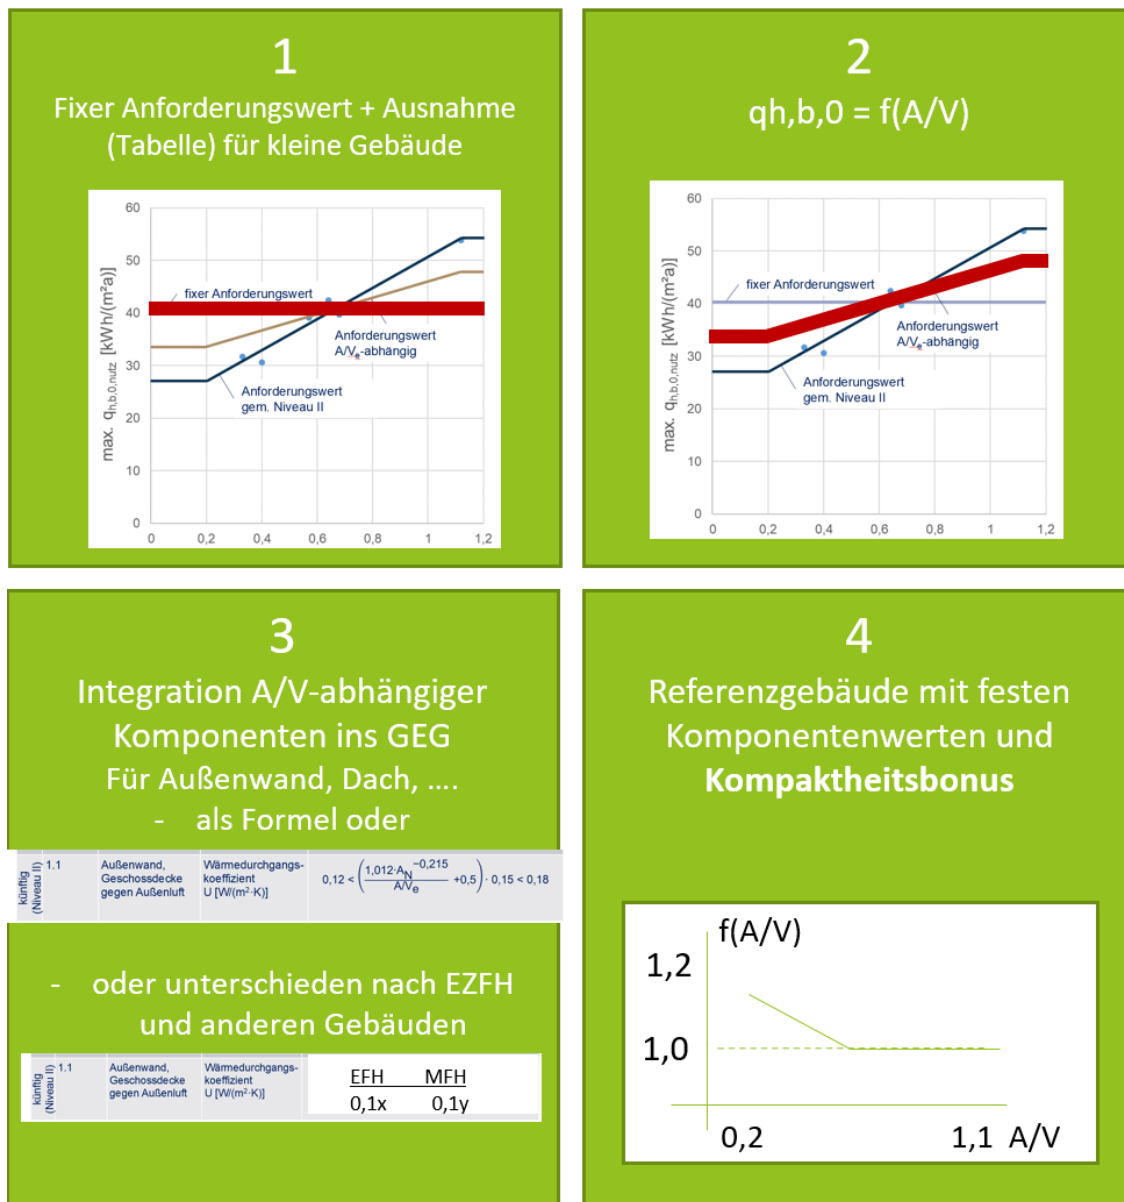 1
Fixer Anforderungswert + Ausnahme
(Tabelle) für kleine Gebäude
max. qh,b,0,nutz [kWh/(m²a)]
60
50
40
30
20
10
0
fixer Anforderungswert
Anforderungswert
A/Ve-abhängig
Anforderungswert
gem. Niveau II
0 0,2 0,4 0,6 0,8 1 1,2
2
qh,b,0 = f(A/V)
max. qh,b,0,nutz [kWh/(m²a)]
60
50
40
30
20
10
0
fixer Anforderungswert
Anforderungswert
A/Ve-abhängig
Anforderungswert
gem. Niveau II
0 0,2 0,4 0,6 0,8 1 1,2
3
Integration A/V-abhängiger
Komponenten ins GEG
Für Außenwand, Dach, ....
- als Formel oder
künftig
(Niveau II)
1.1
Außenwand,
Geschossdecke
gegen Außenluft
Wärmedurchgangs-
koeffizient
U [W/(m²·K)]
0,12 < (1,012·AN^-0,215 / A/Ve +0,5) · 0,15 < 0,18
- oder unterschieden nach EZFH
und anderen Gebäuden
künftig
(Niveau II)
1.1
Außenwand,
Geschossdecke
gegen Außenluft
Wärmedurchgangs-
koeffizient
U [W/(m²·K)]
EFH MFH
0,1x 0,1y
4
Referenzgebäude mit festen
Komponentenwerten und
Kompaktheitsbonus
f(A/V)
1,2
1,0
0,2 1,1 A/V